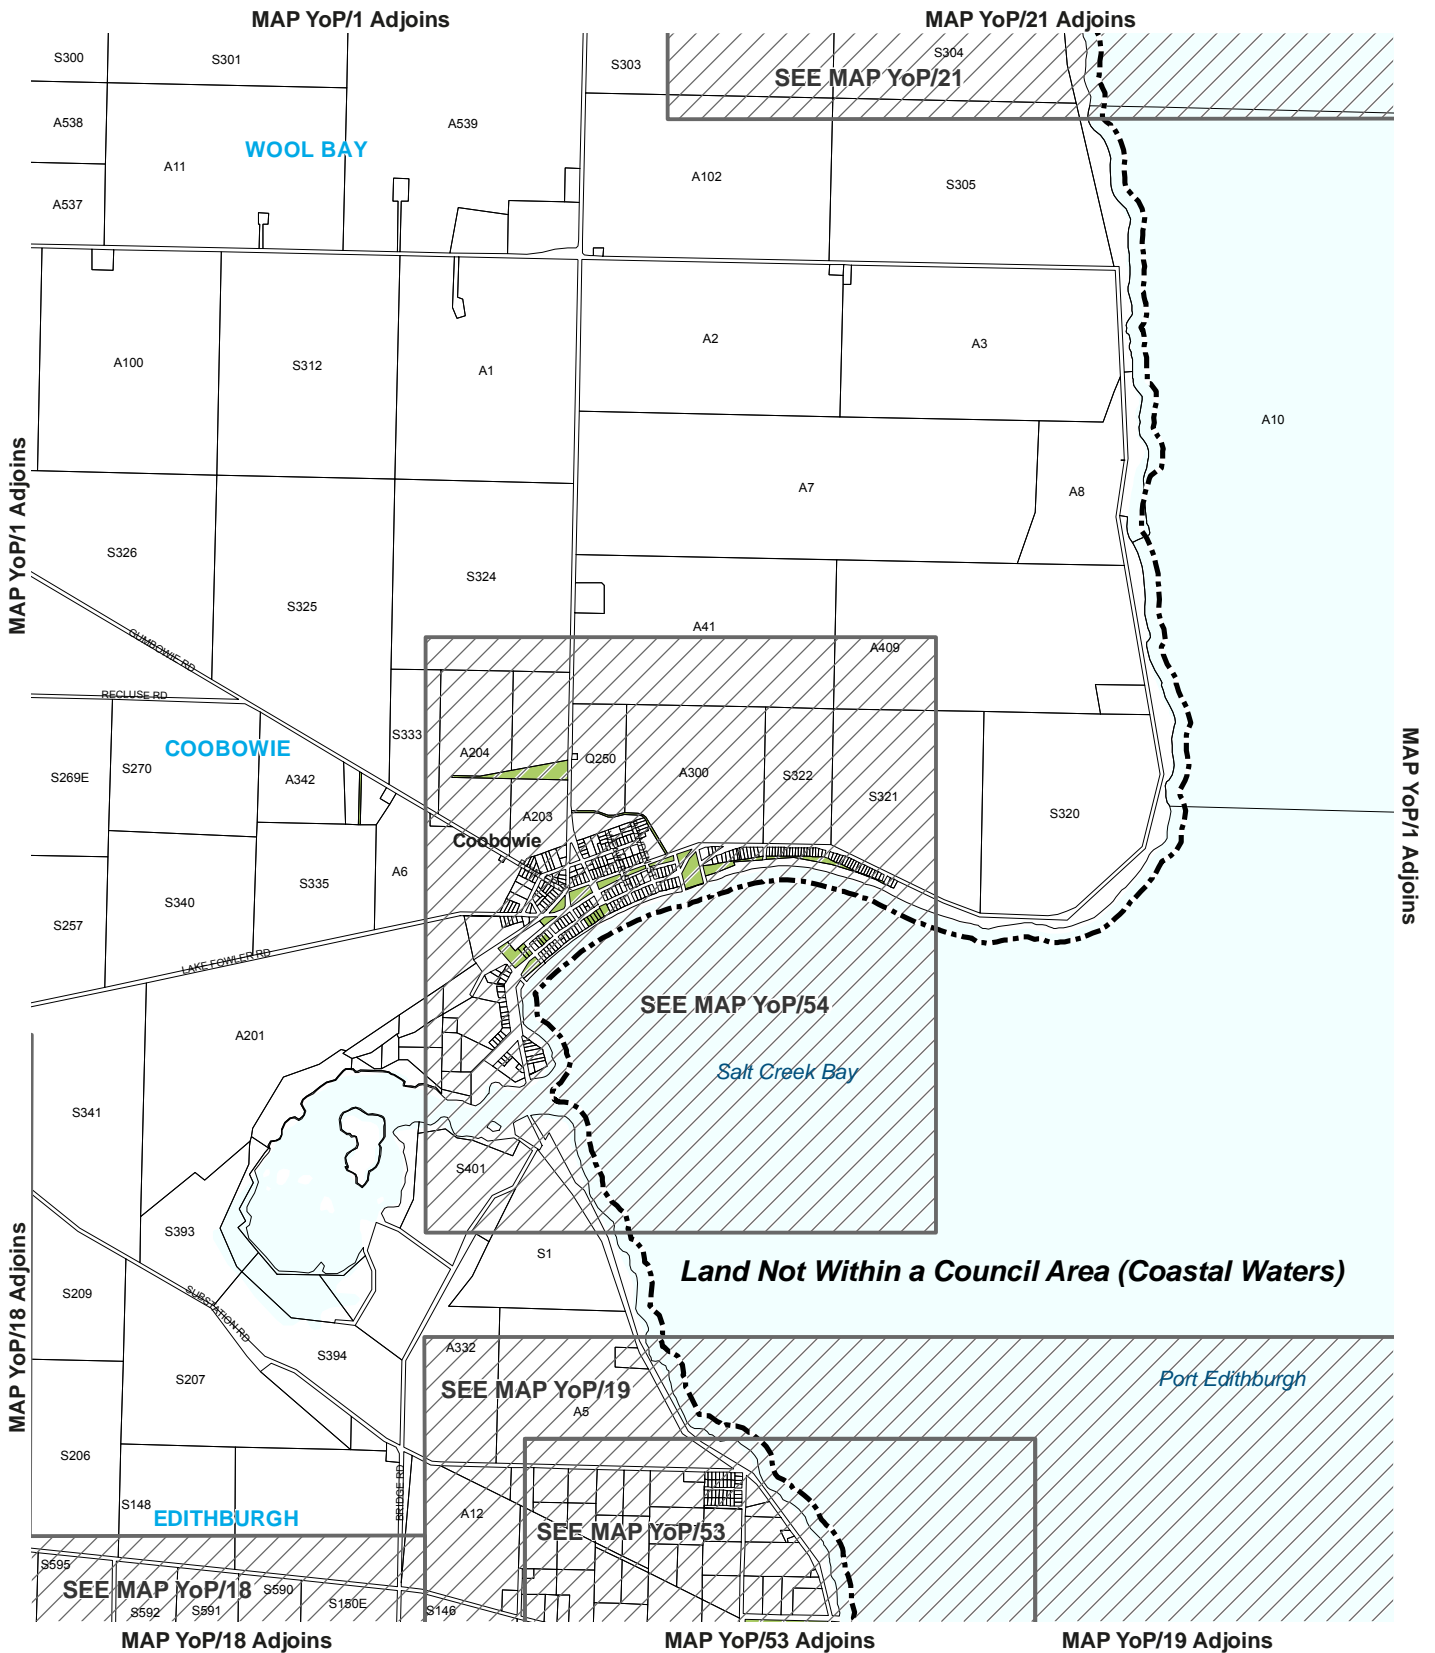 MAP YoP/1 Adjoins
MAP YoP/21 Adjoins
S300
S301
S303
S304
SEE MAP YoP/21
A538
A539
WOOL BAY
A11
A102
S305
A537
A100
S312
A1
A2
A3
A10
MAP YoP/1 Adjoins
A7
A8
S326
S325
S324
A41
A409
GUMBOWIE RD
RECLUSE RD
COOBOWIE
S333
A204
Q250
A300
S322
S321
S269E
S270
A342
S320
MAP YoP/1 Adjoins
A203
Coobowie
A6
S335
S340
S257
LAKE FOWLER RD
A201
SEE MAP YoP/54
Salt Creek Bay
S341
S401
S393
S1
Land Not Within a Council Area (Coastal Waters)
MAP YoP/18 Adjoins
S209
SUBSTATION RD
S394
A332
S207
SEE MAP YoP/19
A5
Port Edithburgh
S206
BRIDGE RD
S148
EDITHBURGH
A12
SEE MAP YoP/53
S595
SEE MAP YoP/18
S590
S592
S591
S150E
S146
MAP YoP/18 Adjoins
MAP YoP/53 Adjoins
MAP YoP/19 Adjoins